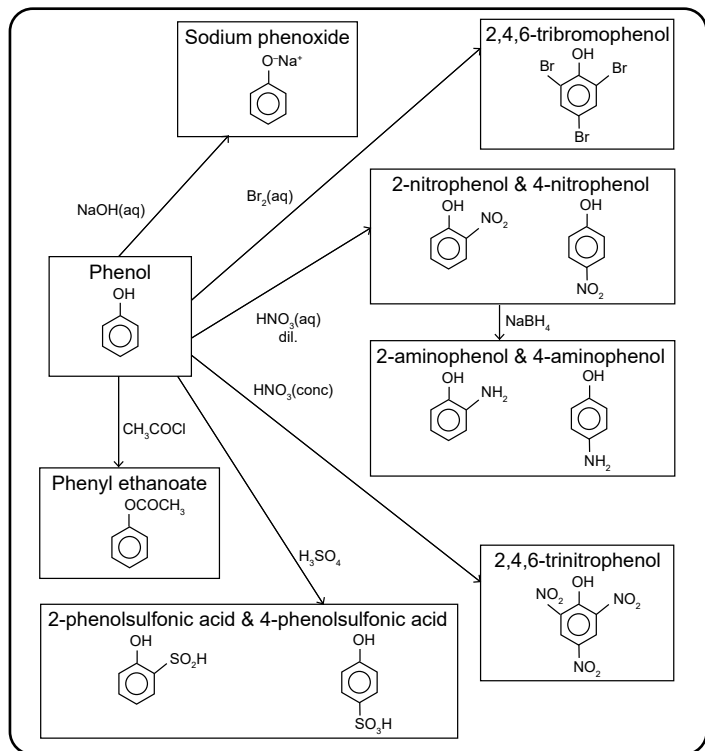 Sodium phenoxide
O⁻Na⁺
2,4,6-tribromophenol
OH
Br
Br
Br
NaOH(aq)
Br₂(aq)
2-nitrophenol & 4-nitrophenol
OH
NO₂
OH
NO₂
Phenol
OH
HNO₃(aq)
dil.
NaBH₄
2-aminophenol & 4-aminophenol
OH
NH₂
OH
NH₂
HNO₃(conc)
CH₃COCl
Phenyl ethanoate
OCOCH₃
H₃SO₄
2,4,6-trinitrophenol
OH
NO₂
NO₂
NO₂
2-phenolsulfonic acid & 4-phenolsulfonic acid
OH
SO₂H
OH
SO₃H